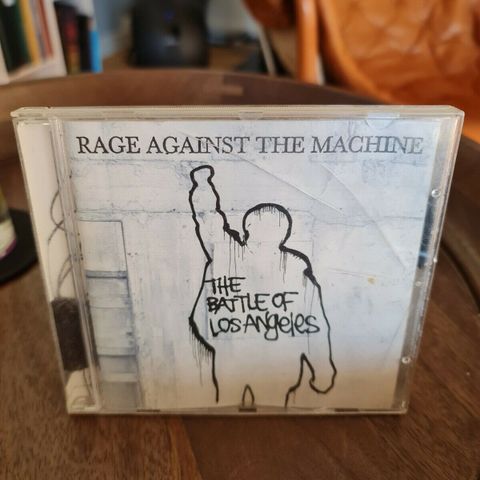 RAGE AGAINST THE MACHINE
THE
BATTLE OF
LOS ANgeles